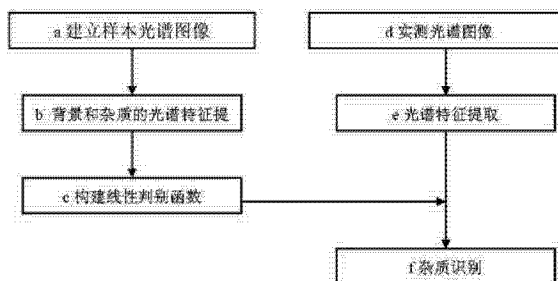 a 建立样本光谱图像
b 背景和杂质的光谱特征提
c 构建线性判别函数
d 实测光谱图像
e 光谱特征提取
f 杂质识别